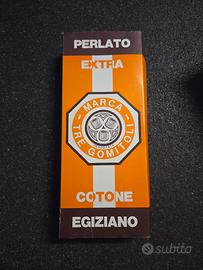 PERLATO
EXTRA
MARCA
TRE GOMITOLI
COTONE
EGIZIANO
subito